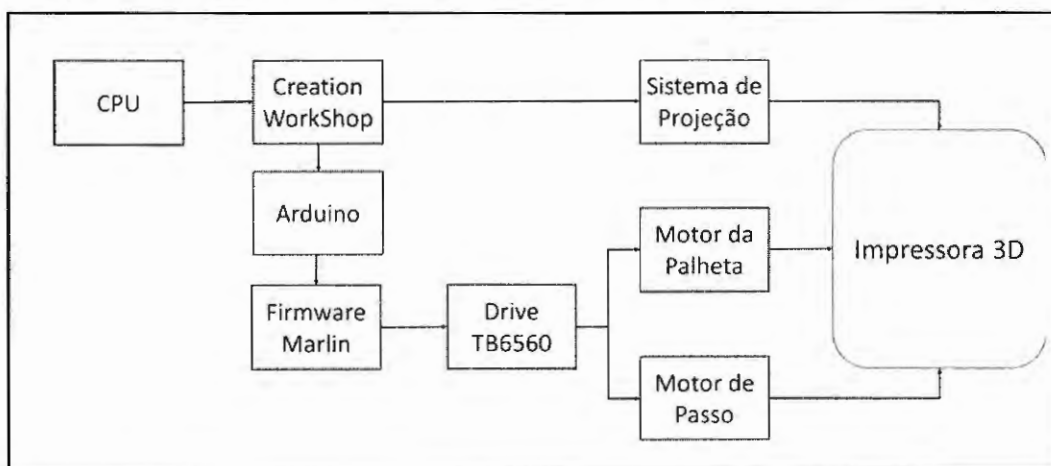 CPU
Creation
WorkShop
Sistema de
Projeção
Arduino
Motor da
Palheta
Impressora 3D
Firmware
Marlin
Drive
TB6560
Motor de
Passo